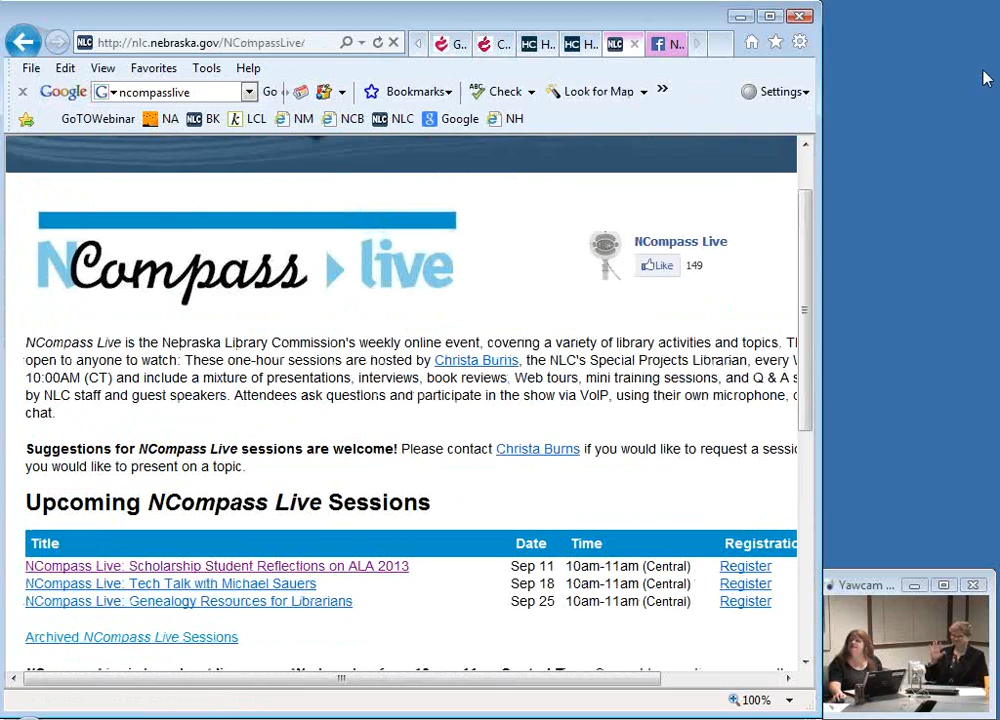 http://nlc.nebraska.gov/NCompassLive/
NLC
G..
C..
HC H..
HC H..
NLC
N..
File Edit View Favorites Tools Help
Google ncompasslive Go Bookmarks Check Look for Map Settings
GoTOWebinar NA NLC BK LCL NM NCB NLC Google NH
NCompass live
NCompass Live
Like 149
NCompass Live is the Nebraska Library Commission's weekly online event, covering a variety of library activities and topics. Th
open to anyone to watch: These one-hour sessions are hosted by Christa Burns, the NLC's Special Projects Librarian, every W
10:00AM (CT) and include a mixture of presentations, interviews, book reviews, Web tours, mini training sessions, and Q & A s
by NLC staff and guest speakers. Attendees ask questions and participate in the show via VoIP, using their own microphone, o
chat.
Suggestions for NCompass Live sessions are welcome! Please contact Christa Burns if you would like to request a sessio
you would like to present on a topic.
Upcoming NCompass Live Sessions
Title Date Time Registratio
NCompass Live: Scholarship Student Reflections on ALA 2013 Sep 11 10am-11am (Central) Register
NCompass Live: Tech Talk with Michael Sauers Sep 18 10am-11am (Central) Register
NCompass Live: Genealogy Resources for Librarians Sep 25 10am-11am (Central) Register
Archived NCompass Live Sessions
100%
Yawcam ...